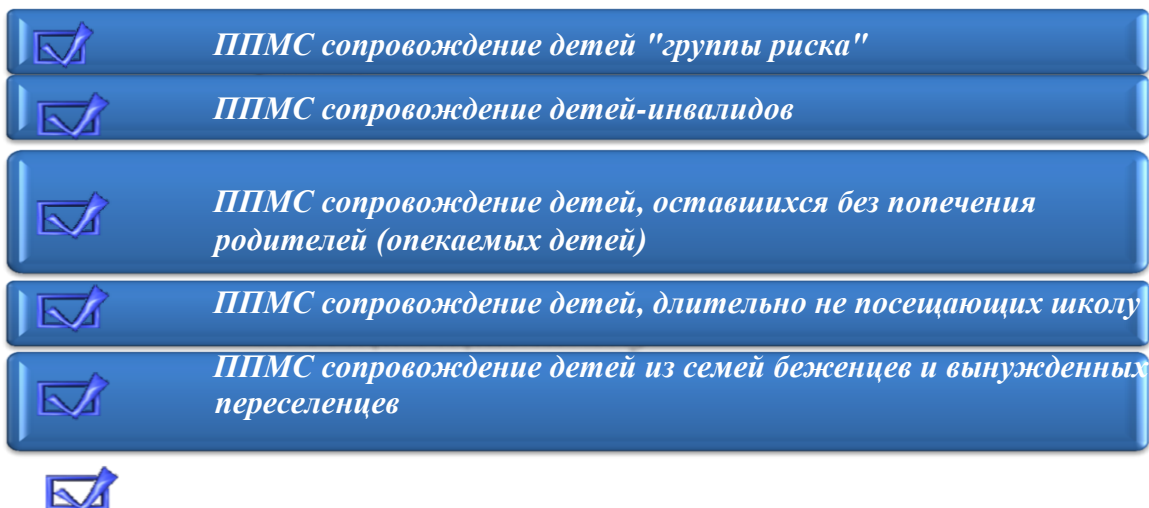 ППМС сопровождение детей "группы риска"
ППМС сопровождение детей-инвалидов
ППМС сопровождение детей, оставшихся без попечения
родителей (опекаемых детей)
ППМС сопровождение детей, длительно не посещающих школу
ППМС сопровождение детей из семей беженцев и вынужденных
переселенцев